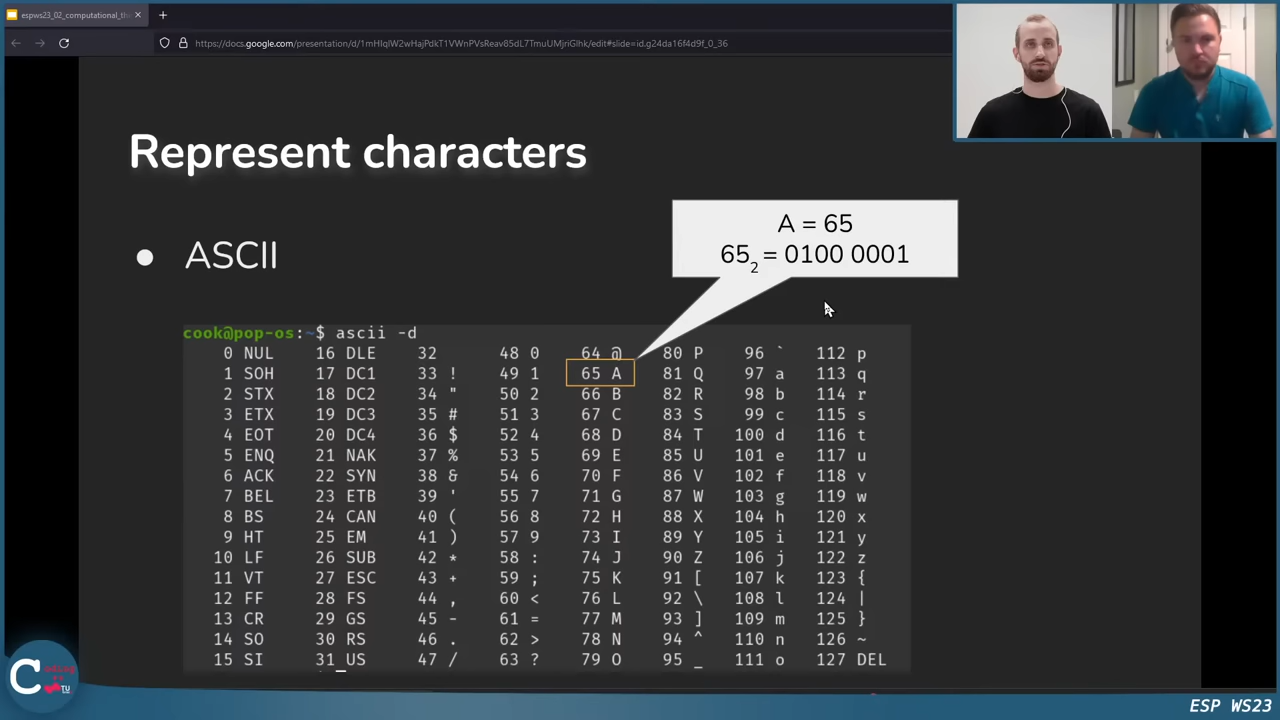 espws23_02_computational_th
https://docs.google.com/presentation/d/1mHIqIW2wHajPdkT1VWnPVsReav85dL7TmuUMjriGlhk/edit#slide=id.g24da16f4d9f_0_36
Represent characters
A = 65
65₂ = 0100 0001
● ASCII
cook@pop-os:~$ ascii -d
0 NUL 16 DLE 32 48 0 64 @ 80 P 96 ` 112 p
1 SOH 17 DC1 33 ! 49 1 65 A 81 Q 97 a 113 q
2 STX 18 DC2 34 " 50 2 66 B 82 R 98 b 114 r
3 ETX 19 DC3 35 # 51 3 67 C 83 S 99 c 115 s
4 EOT 20 DC4 36 $ 52 4 68 D 84 T 100 d 116 t
5 ENQ 21 NAK 37 % 53 5 69 E 85 U 101 e 117 u
6 ACK 22 SYN 38 & 54 6 70 F 86 V 102 f 118 v
7 BEL 23 ETB 39 ' 55 7 71 G 87 W 103 g 119 w
8 BS 24 CAN 40 ( 56 8 72 H 88 X 104 h 120 x
9 HT 25 EM 41 ) 57 9 73 I 89 Y 105 i 121 y
10 LF 26 SUB 42 * 58 : 74 J 90 Z 106 j 122 z
11 VT 27 ESC 43 + 59 ; 75 K 91 [ 107 k 123 {
12 FF 28 FS 44 , 60 < 76 L 92 \ 108 l 124 |
13 CR 29 GS 45 - 61 = 77 M 93 ] 109 m 125 }
14 SO 30 RS 46 . 62 > 78 N 94 ^ 110 n 126 ~
15 SI 31 US 47 / 63 ? 79 O 95 _ 111 o 127 DEL
ESP WS23